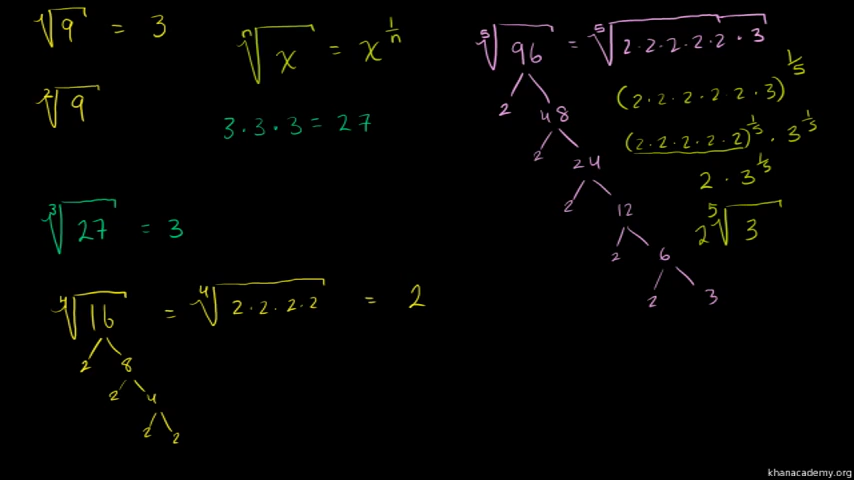 √9 = 3
ⁿ√x = x^(1/n)
²√9
3·3·3 = 27
³√27 = 3
⁴√16 = ⁴√2·2·2·2 = 2
2 8
2 4
2 2
⁵√96 = ⁵√2·2·2·2·2·3
2 48
2 24
2 12
2 6
2 3
(2·2·2·2·2·3)^(1/5)
(2·2·2·2·2)^(1/5) · 3^(1/5)
2 · 3^(1/5)
2 ⁵√3
khanacademy.org